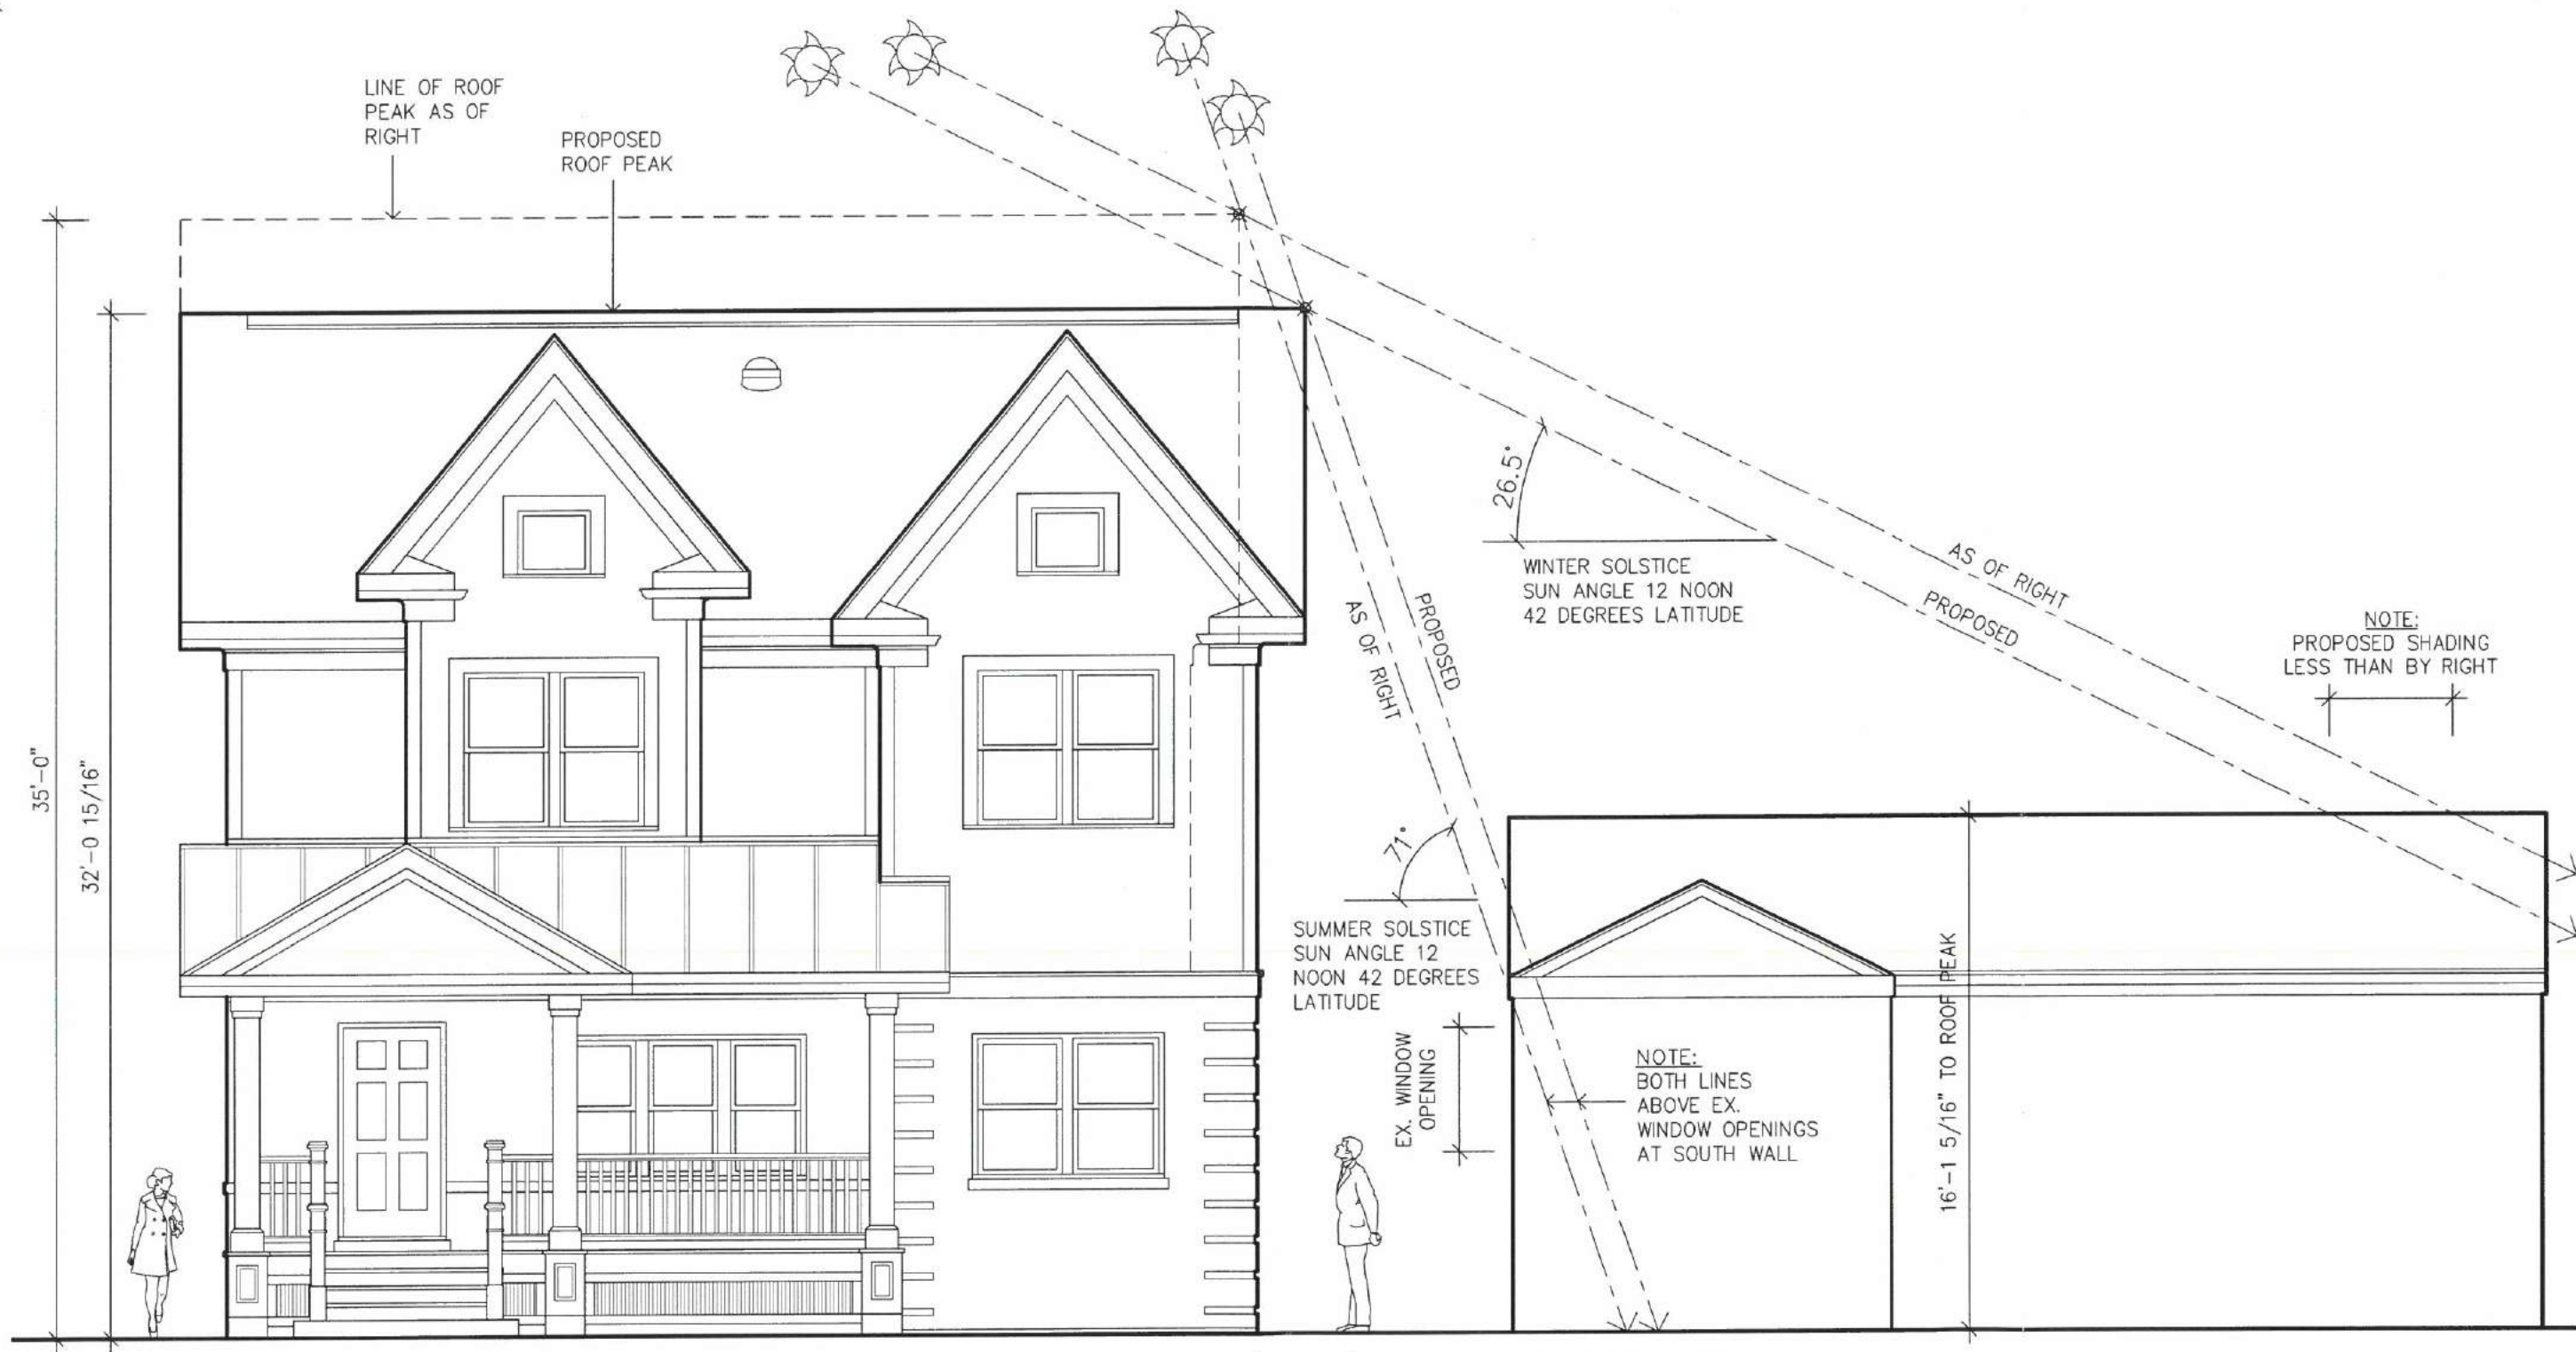 LINE OF ROOF
PEAK AS OF
RIGHT
PROPOSED
ROOF PEAK
35'-0"
32'-0 15/16"
26.5°
WINTER SOLSTICE
SUN ANGLE 12 NOON
42 DEGREES LATITUDE
AS OF RIGHT
PROPOSED
AS OF RIGHT
PROPOSED
NOTE:
PROPOSED SHADING
LESS THAN BY RIGHT
71°
SUMMER SOLSTICE
SUN ANGLE 12
NOON 42 DEGREES
LATITUDE
EX. WINDOW
OPENING
NOTE:
BOTH LINES
ABOVE EX.
WINDOW OPENINGS
AT SOUTH WALL
16'-1 5/16" TO ROOF PEAK